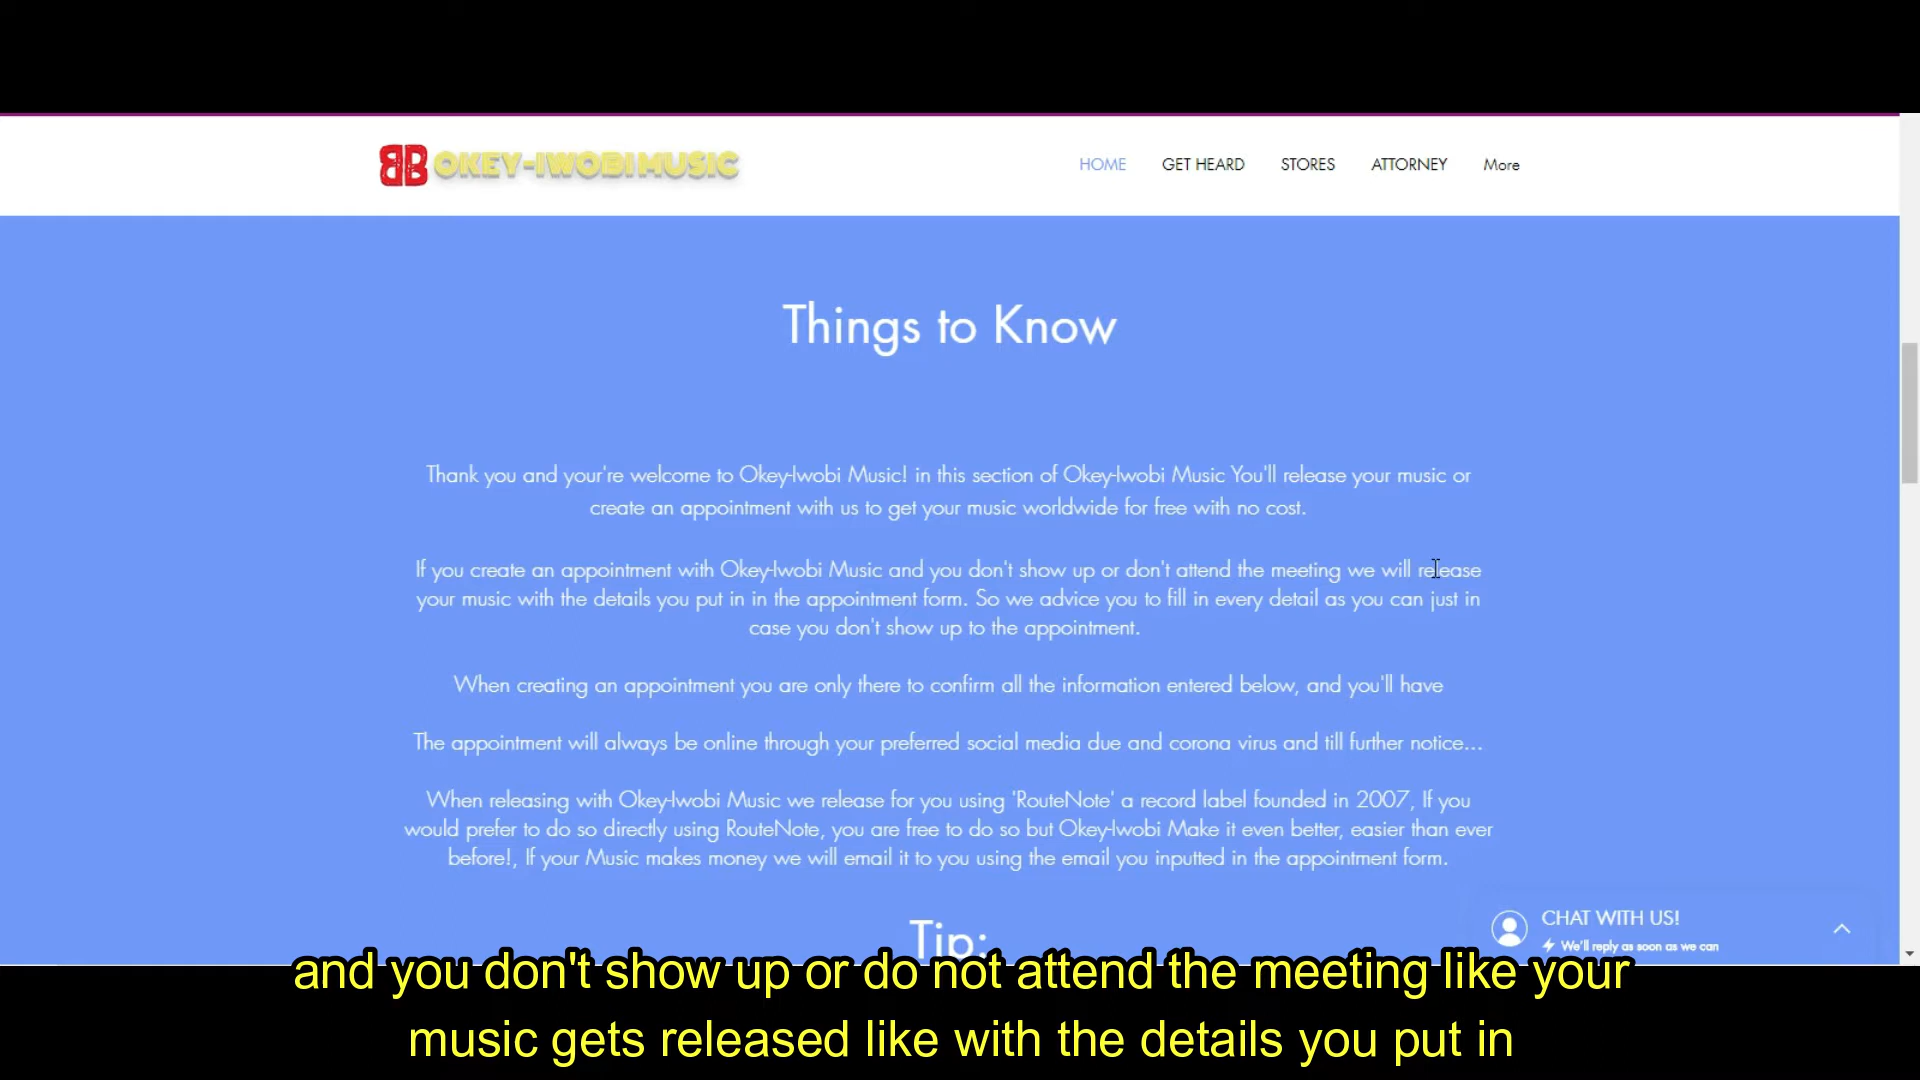 BB OKEY-IWOBI MUSIC
HOME GET HEARD STORES ATTORNEY More
Things to Know
Thank you and your're welcome to Okey-Iwobi Music! in this section of Okey-Iwobi Music You'll release your music or
create an appointment with us to get your music worldwide for free with no cost.
If you create an appointment with Okey-Iwobi Music and you don't show up or don't attend the meeting we will release
your music with the details you put in in the appointment form. So we advice you to fill in every detail as you can just in
case you don't show up to the appointment.
When creating an appointment you are only there to confirm all the information entered below, and you'll have
The appointment will always be online through your preferred social media due and corona virus and till further notice...
When releasing with Okey-Iwobi Music we release for you using 'RouteNote' a record label founded in 2007, If you
would prefer to do so directly using RouteNote, you are free to do so but Okey-Iwobi Make it even better, easier than ever
before!, If your Music makes money we will email it to you using the email you inputted in the appointment form.
Tip:
CHAT WITH US!
We'll reply as soon as we can
and you don't show up or do not attend the meeting like your
music gets released like with the details you put in